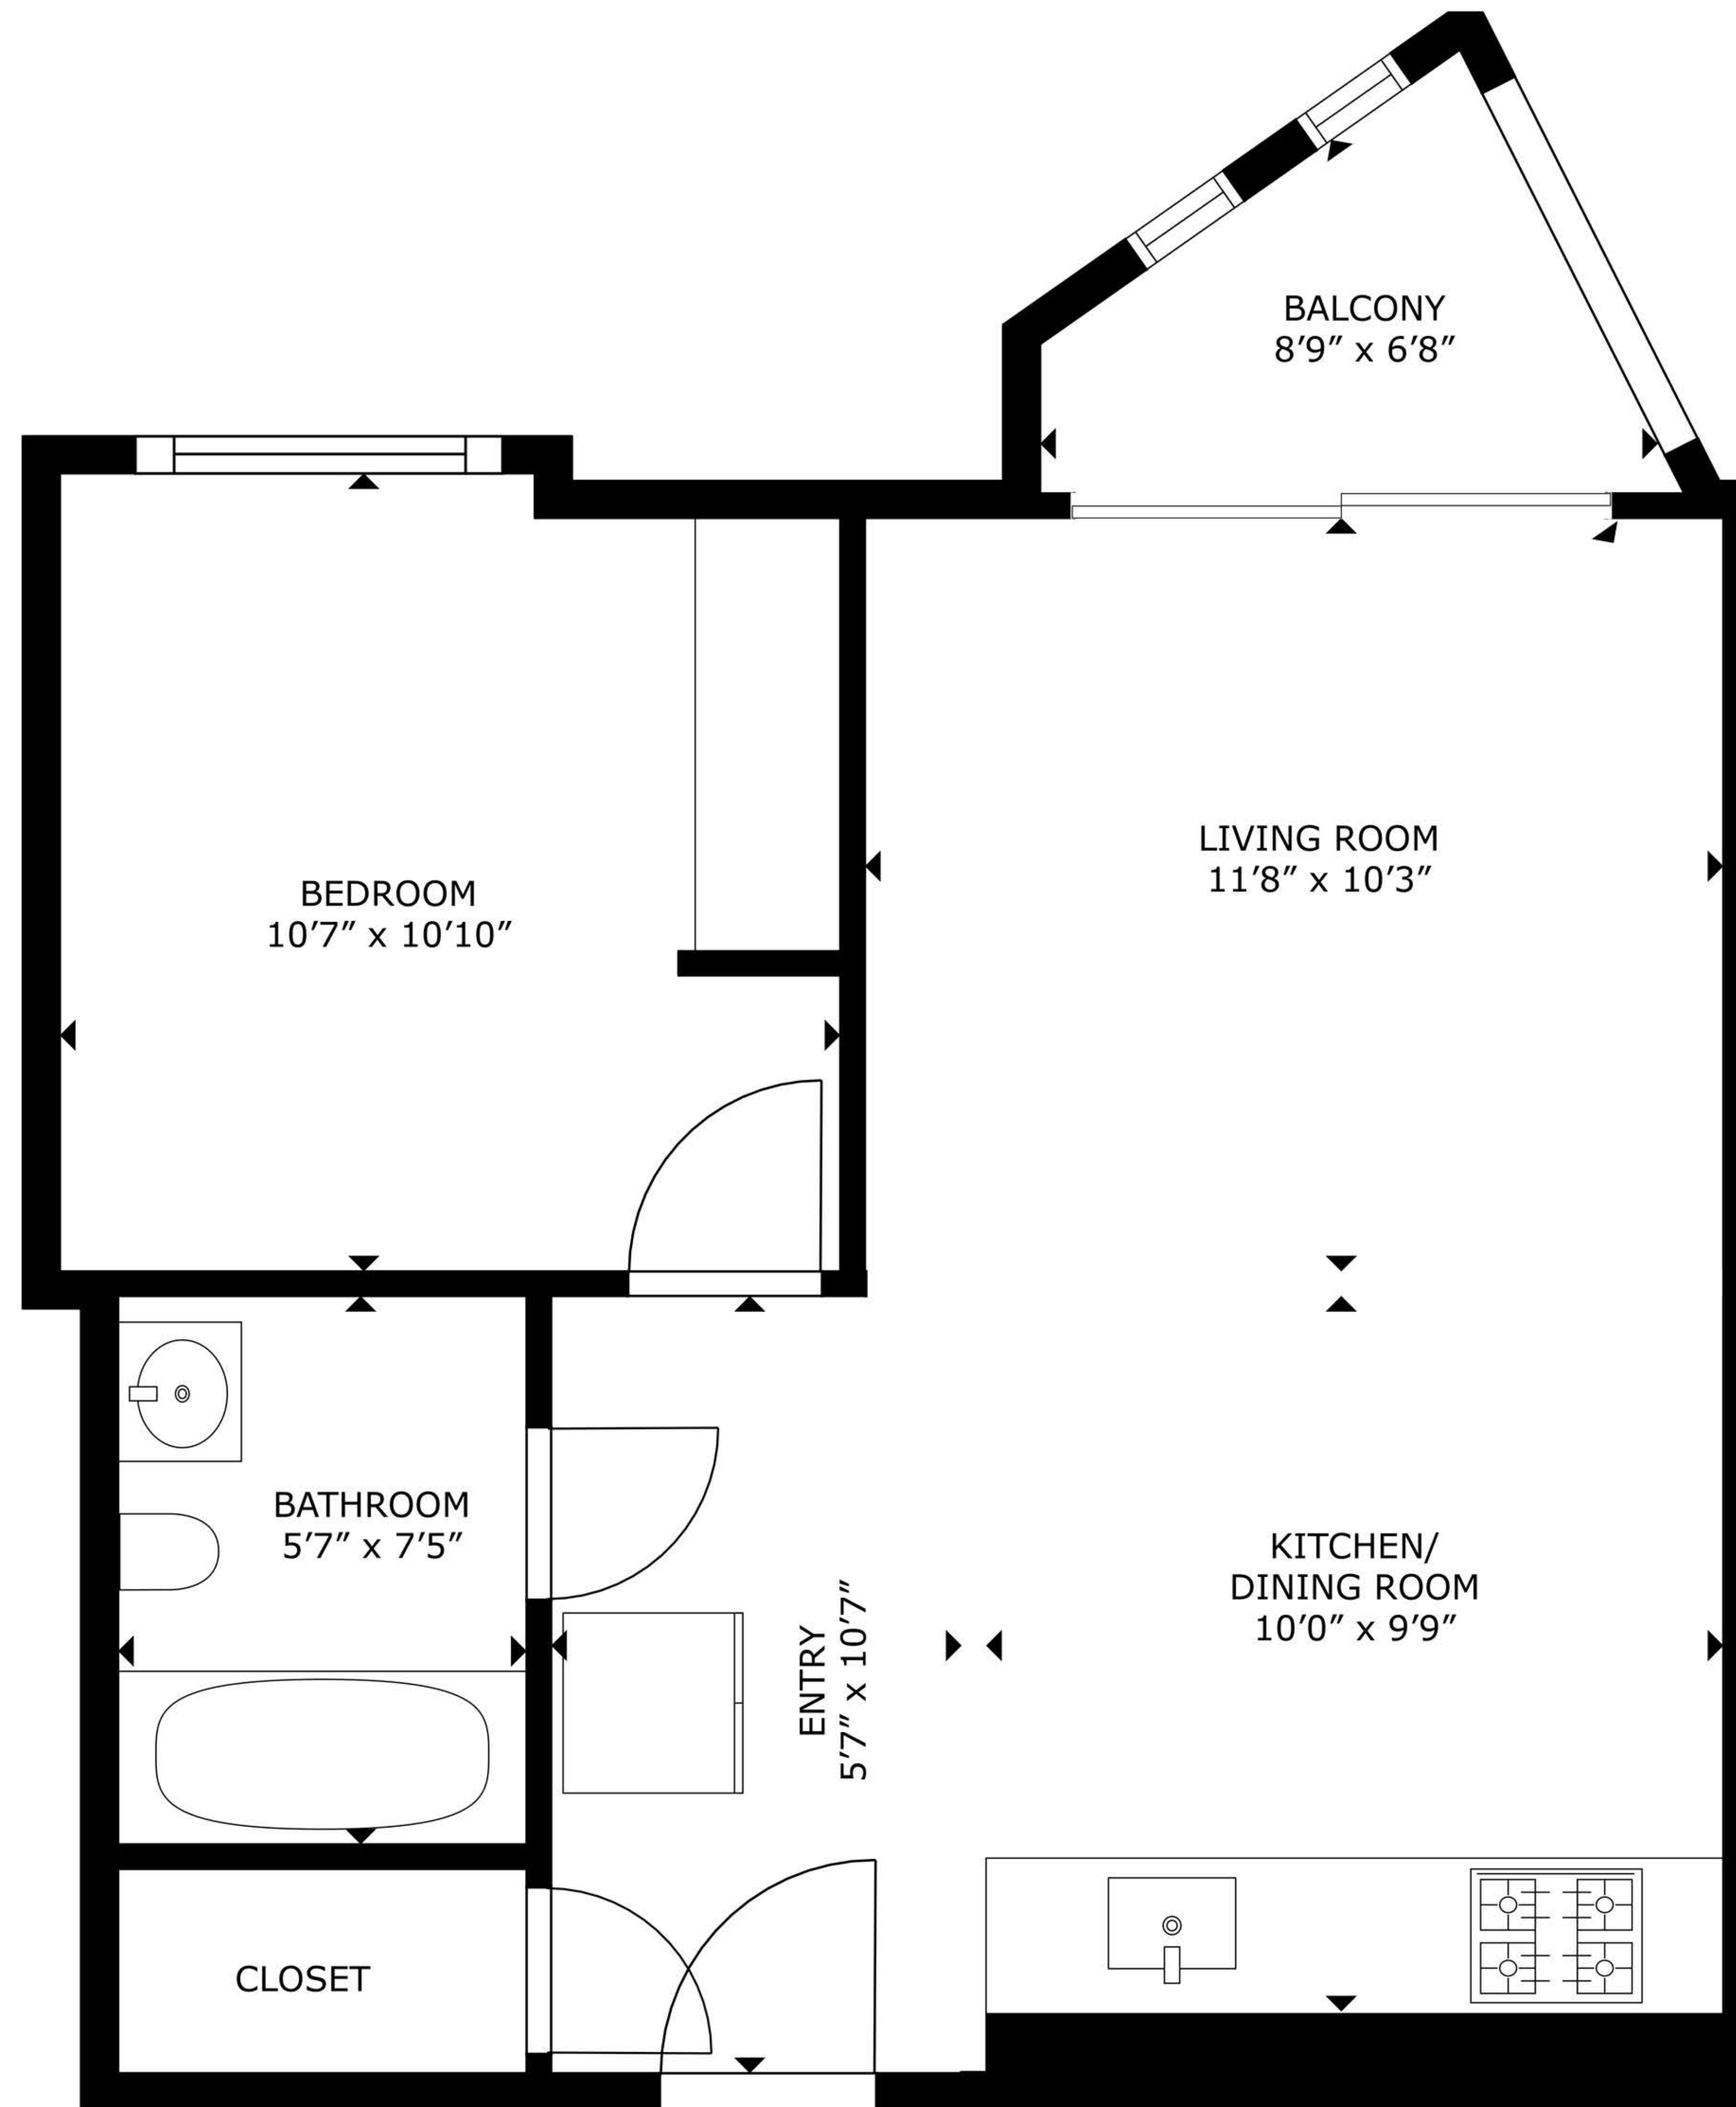 BALCONY
8′9″ x 6′8″
LIVING ROOM
11′8″ x 10′3″
BEDROOM
10′7″ x 10′10″
BATHROOM
5′7″ x 7′5″
KITCHEN/
DINING ROOM
10′0″ x 9′9″
ENTRY
5′7″ x 10′7″
CLOSET